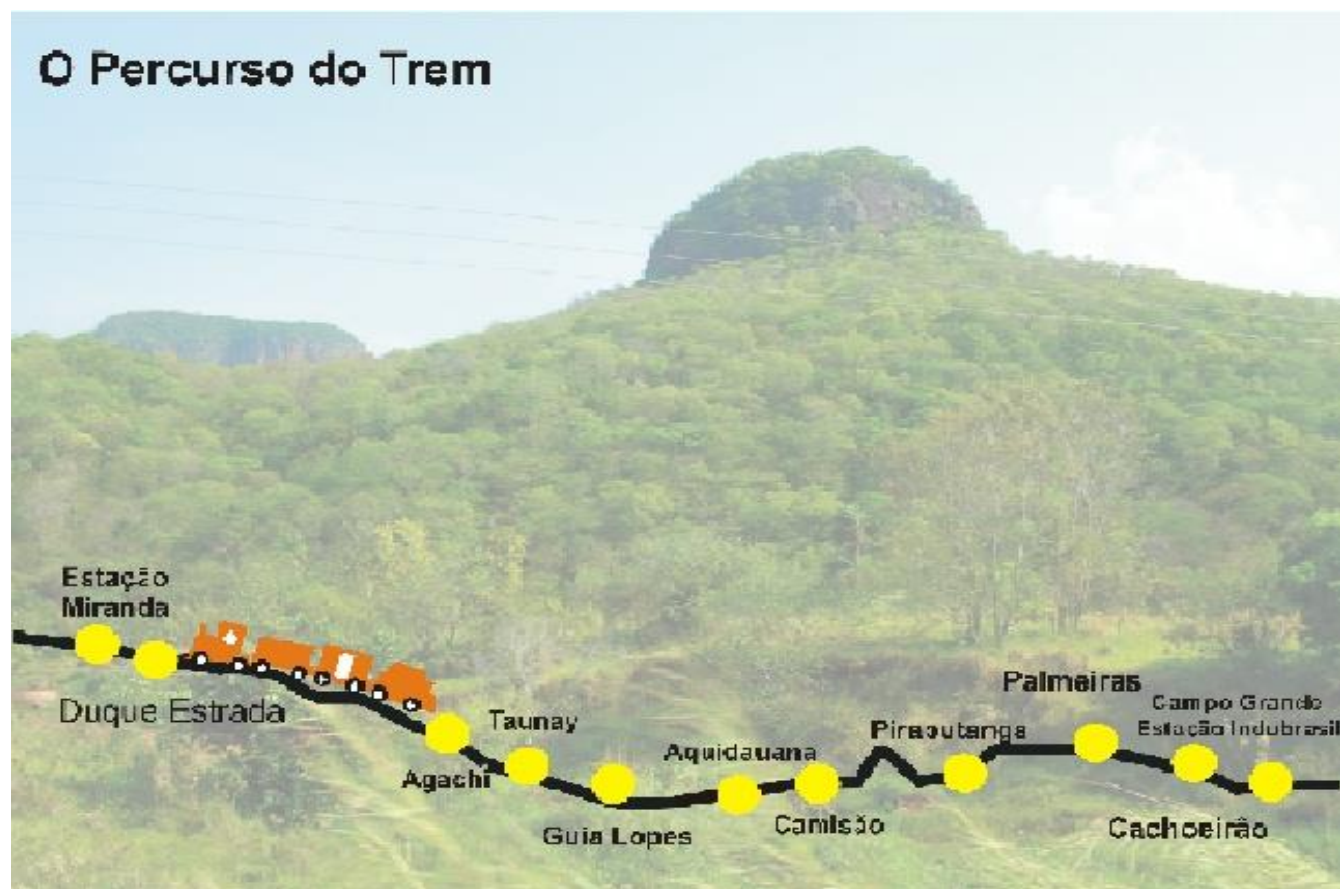 O Percurso do Trem
Estação
Miranda
Duque Estrada
Agachi
Taunay
Guia Lopes
Aquidauana
Camisão
Piraputanga
Palmeiras
Cachoeirão
Campo Grande
Estação Indubrasil